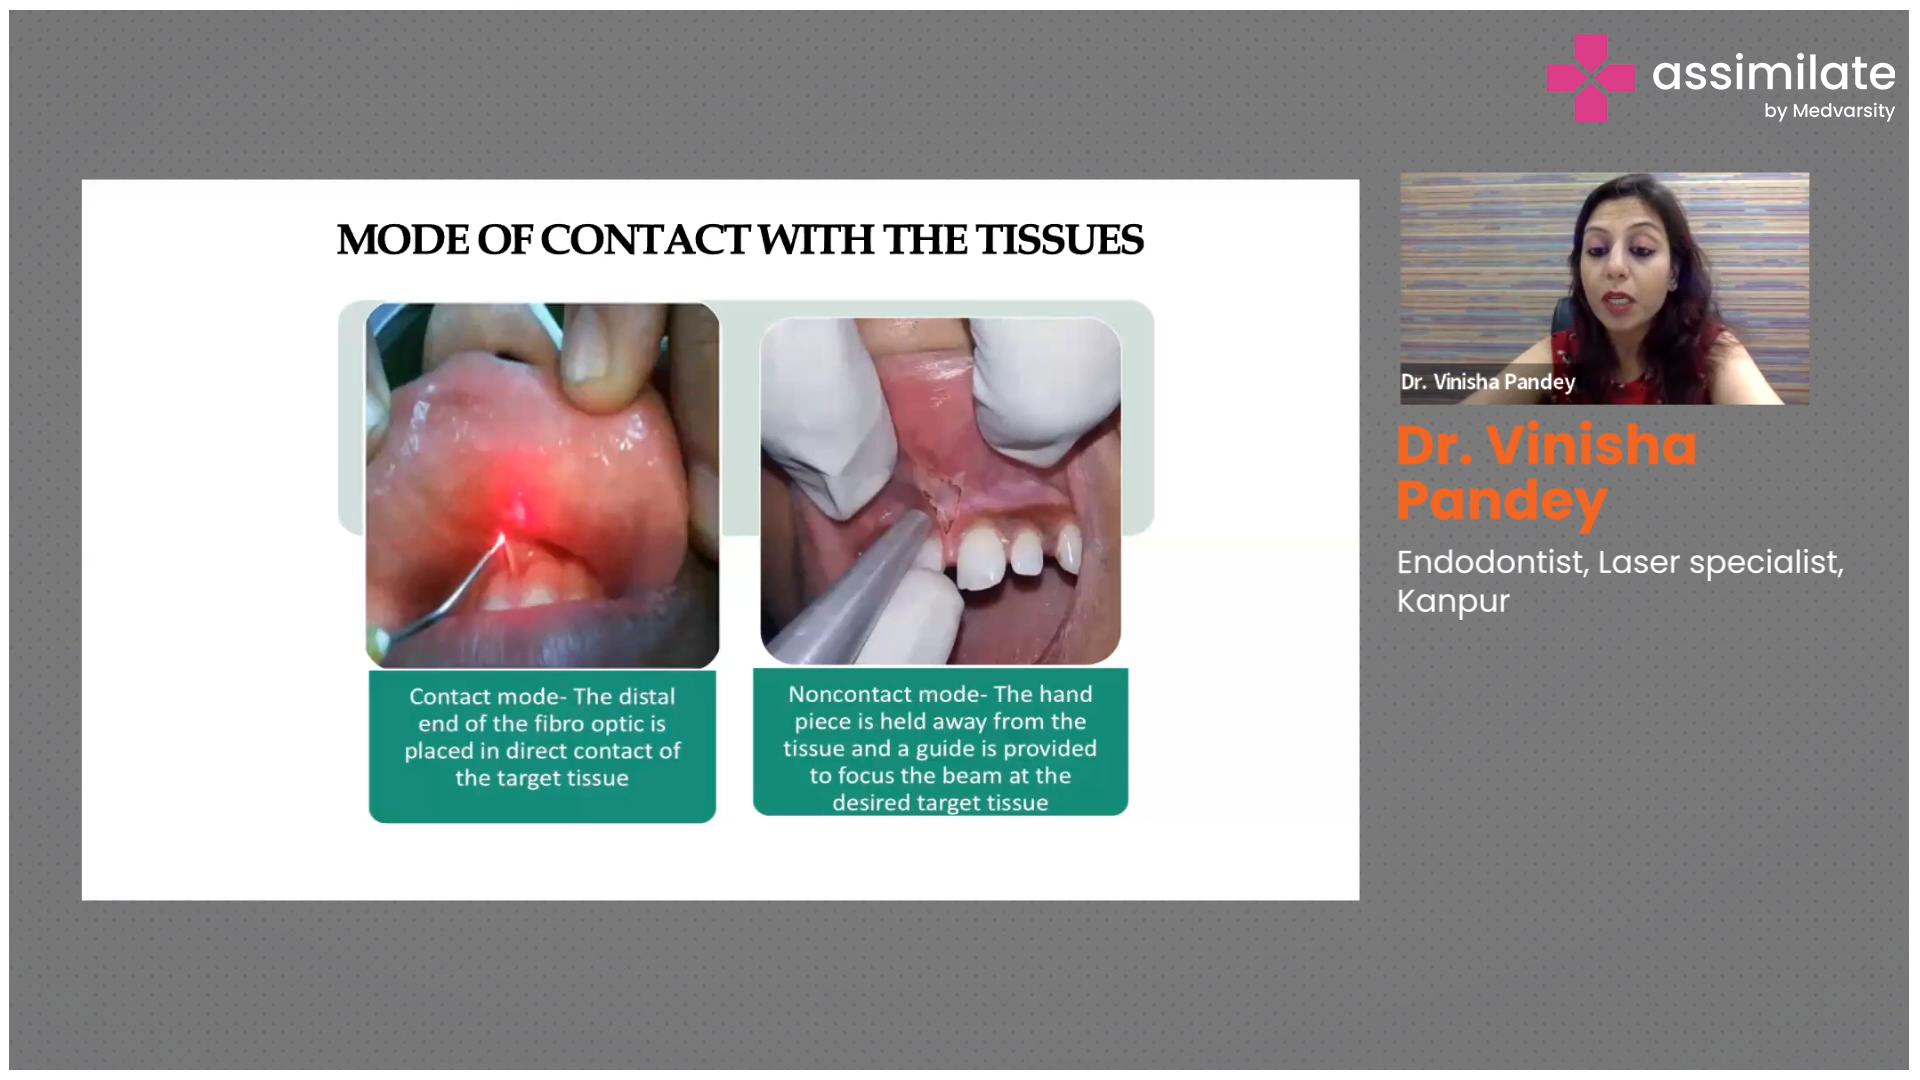 assimilate
by Medvarsity
MODE OF CONTACT WITH THE TISSUES
Contact mode- The distal
end of the fibro optic is
placed in direct contact of
the target tissue
Noncontact mode- The hand
piece is held away from the
tissue and a guide is provided
to focus the beam at the
desired target tissue
Dr. Vinisha Pandey
Dr. Vinisha
Pandey
Endodontist, Laser specialist,
Kanpur